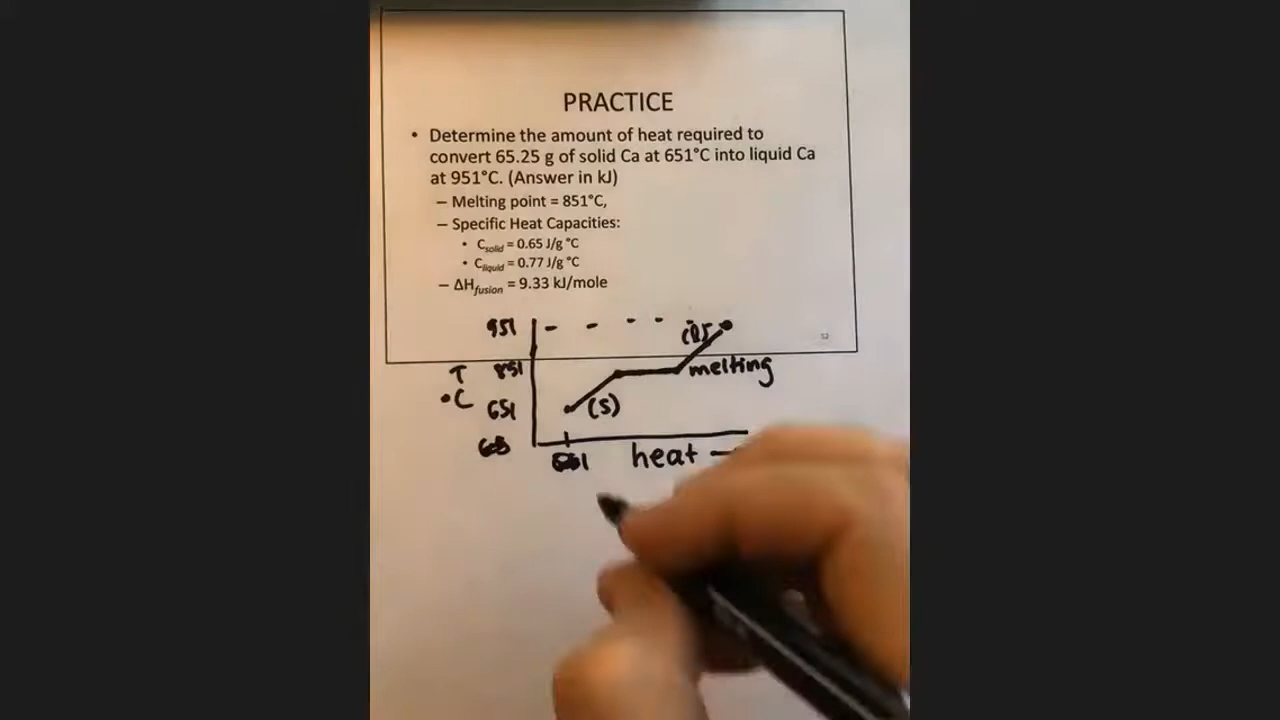 PRACTICE
• Determine the amount of heat required to
convert 65.25 g of solid Ca at 651°C into liquid Ca
at 951°C. (Answer in kJ)
– Melting point = 851°C,
– Specific Heat Capacities:
• Csolid = 0.65 J/g °C
• Cliquid = 0.77 J/g °C
– ΔHfusion = 9.33 kJ/mole
951
(l)
52
T 851 melting
°C 651 (s)
heat